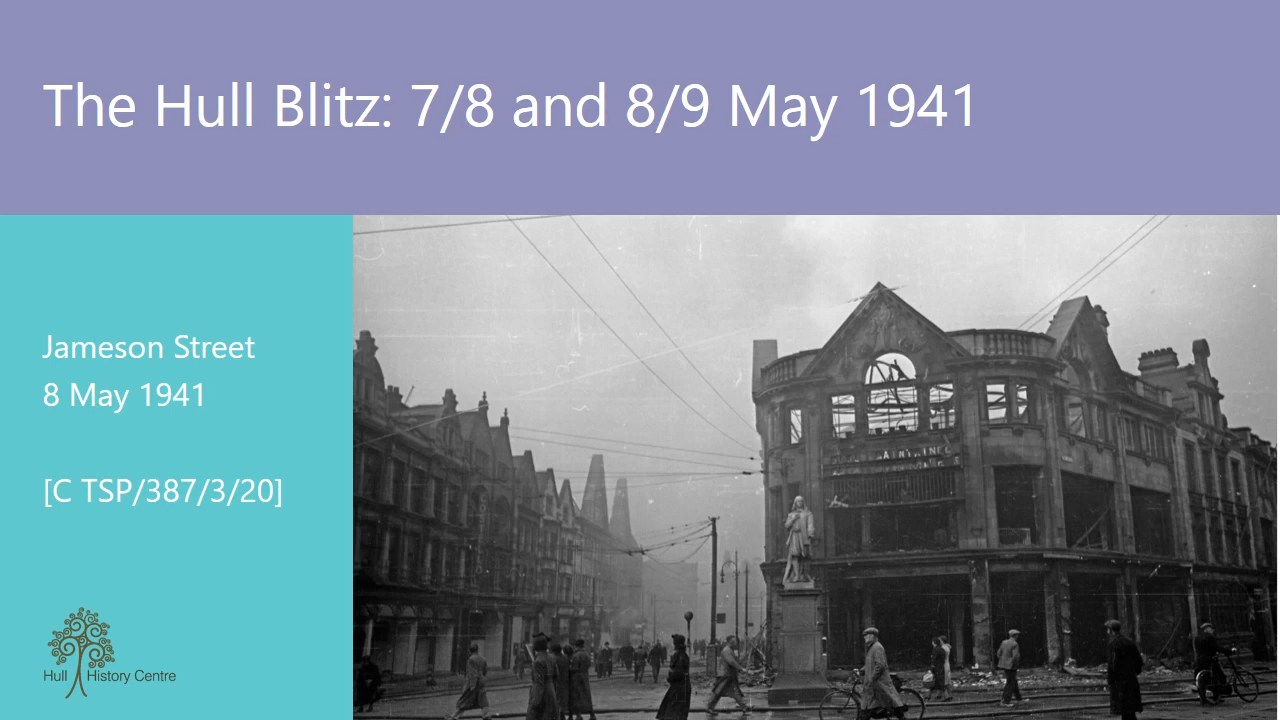 The Hull Blitz: 7/8 and 8/9 May 1941
Jameson Street
8 May 1941
[C TSP/387/3/20]
Hull History Centre